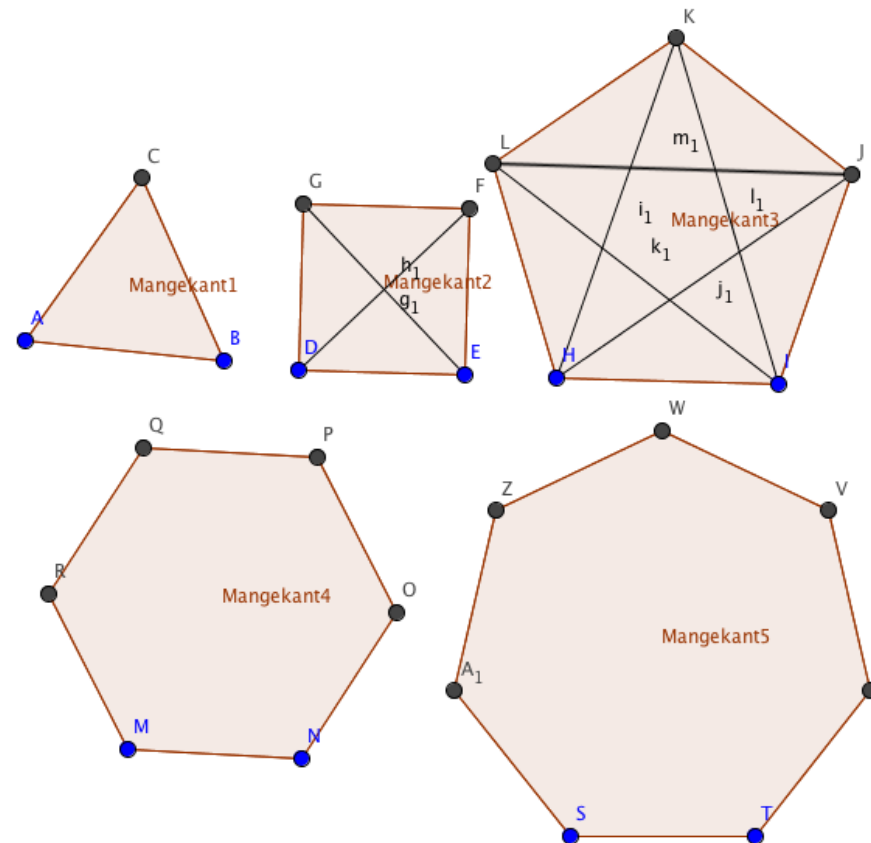 K
L
J
m₁
C
G
F
l₁
i₁
Mangekant3
k₁
h₁
Mangekant1
Mangekant2
j₁
g₁
A
B
D
E
H
I
W
Q
P
Z
V
R
Mangekant4
O
Mangekant5
A₁
M
N
S
T